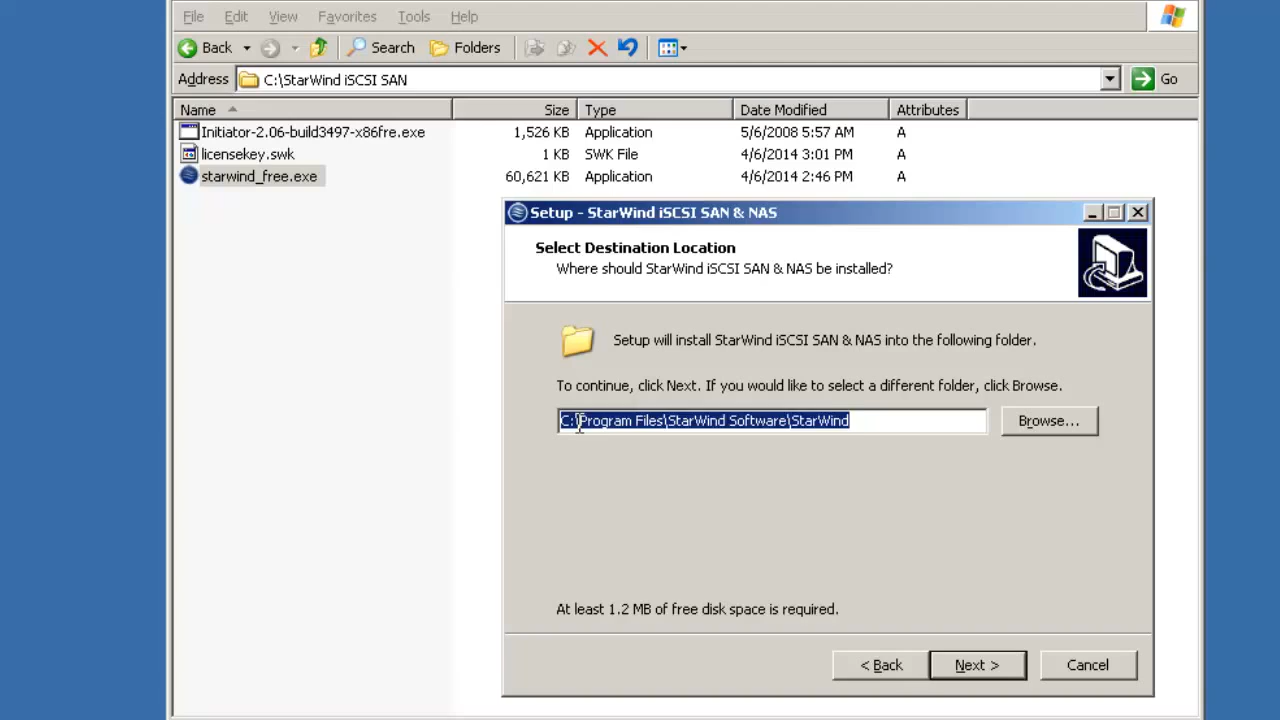 File Edit View Favorites Tools Help
Back Search Folders
Address C:\StarWind iSCSI SAN Go
Name Size Type Date Modified Attributes
Initiator-2.06-build3497-x86fre.exe 1,526 KB Application 5/6/2008 5:57 AM A
licensekey.swk 1 KB SWK File 4/6/2014 3:01 PM A
starwind_free.exe 60,621 KB Application 4/6/2014 2:46 PM A
Setup - StarWind iSCSI SAN & NAS
Select Destination Location
Where should StarWind iSCSI SAN & NAS be installed?
Setup will install StarWind iSCSI SAN & NAS into the following folder.
To continue, click Next. If you would like to select a different folder, click Browse.
C:\Program Files\StarWind Software\StarWind Browse...
At least 1.2 MB of free disk space is required.
< Back Next > Cancel